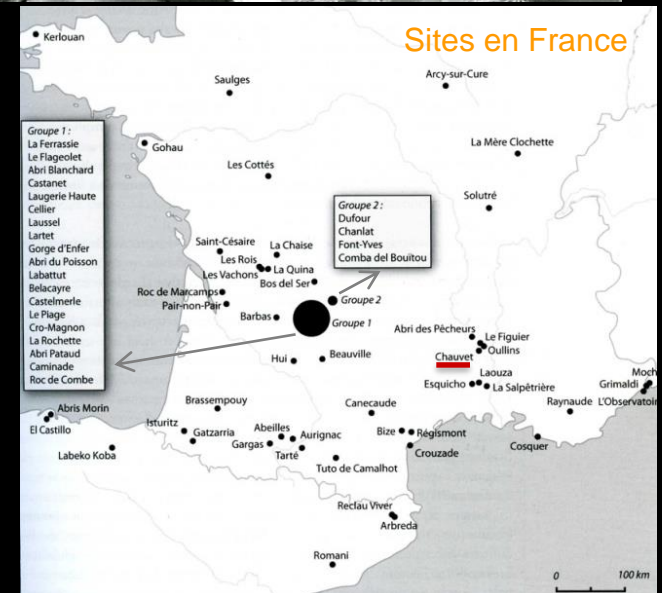 Sites en France
Kerlouan
Saulges
Arcy-sur-Cure
Gohau
La Mère Clochette
Les Cottés
Solutré
Groupe 1 :
La Ferrassie
Le Flageolet
Abri Blanchard
Castanet
Laugerie Haute
Cellier
Laussel
Lartet
Gorge d'Enfer
Abri du Poisson
Labattut
Belacayre
Castelmerle
Le Piage
Cro-Magnon
La Rochette
Abri Pataud
Caminade
Roc de Combe
Groupe 2 :
Dufour
Chanlat
Font-Yves
Comba del Bouïtou
Saint-Césaire
La Chaise
Les Rois
Les Vachons
La Quina
Bos del Ser
Roc de Marcamps
Pair-non-Pair
Groupe 2
Barbas
Groupe 1
Abri des Pêcheurs
Le Figuier
Oullins
Chauvet
Hui
Beauville
Laouza
Esquicho
La Salpêtrière
Moch
Grimaldi
Raynaude
L'Observatoir
Brassempouy
Canecaude
Abris Morin
El Castillo
Isturitz
Gatzarria
Abeilles
Aurignac
Gargas
Tarté
Bize
Régismont
Crouzade
Cosquer
Labeko Koba
Tuto de Camalhot
Reclau Viver
Arbreda
Romani
0
100 km